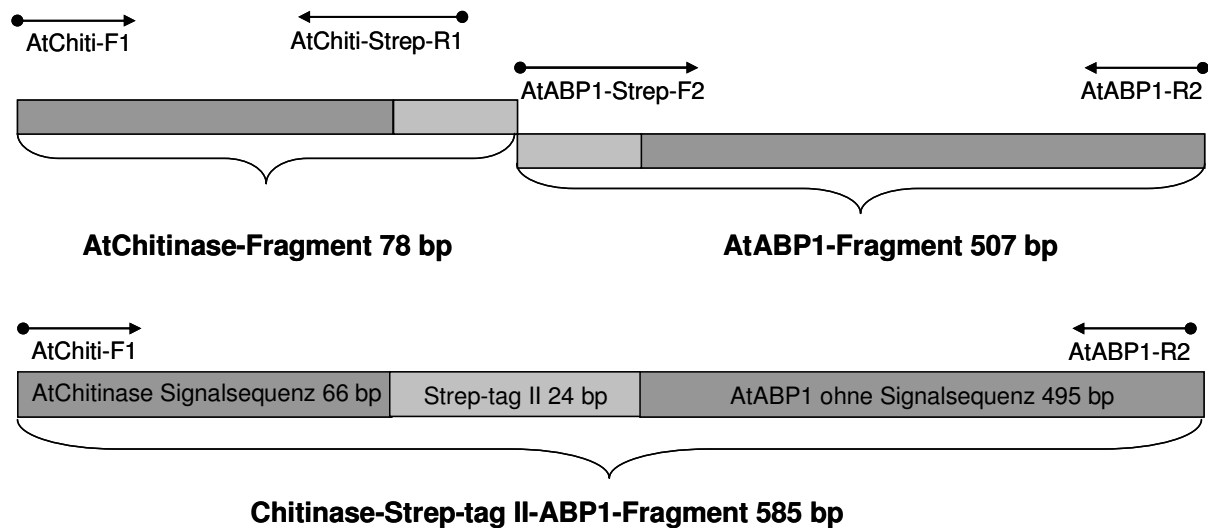 AtChiti-F1
AtChiti-Strep-R1
AtABP1-Strep-F2
AtABP1-R2
AtChitinase-Fragment 78 bp
AtABP1-Fragment 507 bp
AtChiti-F1
AtABP1-R2
AtChitinase Signalsequenz 66 bp
Strep-tag II 24 bp
AtABP1 ohne Signalsequenz 495 bp
Chitinase-Strep-tag II-ABP1-Fragment 585 bp